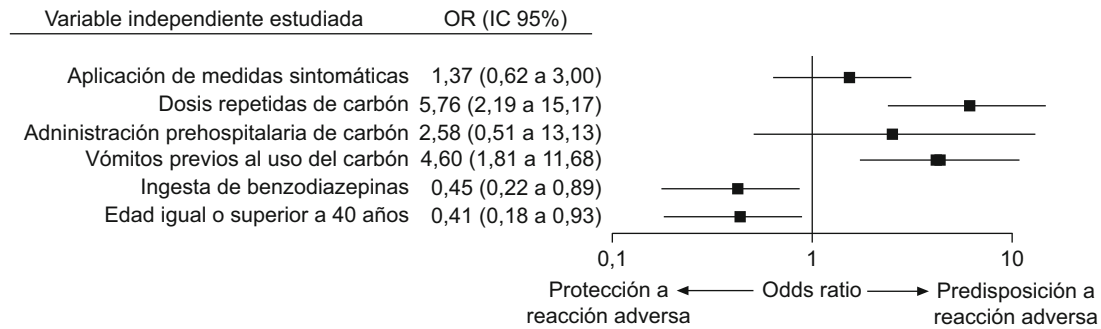 Variable independiente estudiada OR (IC 95%)
Aplicación de medidas sintomáticas 1,37 (0,62 a 3,00)
Dosis repetidas de carbón 5,76 (2,19 a 15,17)
Adninistración prehospitalaria de carbón 2,58 (0,51 a 13,13)
Vómitos previos al uso del carbón 4,60 (1,81 a 11,68)
Ingesta de benzodiazepinas 0,45 (0,22 a 0,89)
Edad igual o superior a 40 años 0,41 (0,18 a 0,93)
0,1 1 10
Protección a Odds ratio Predisposición a
reacción adversa reacción adversa